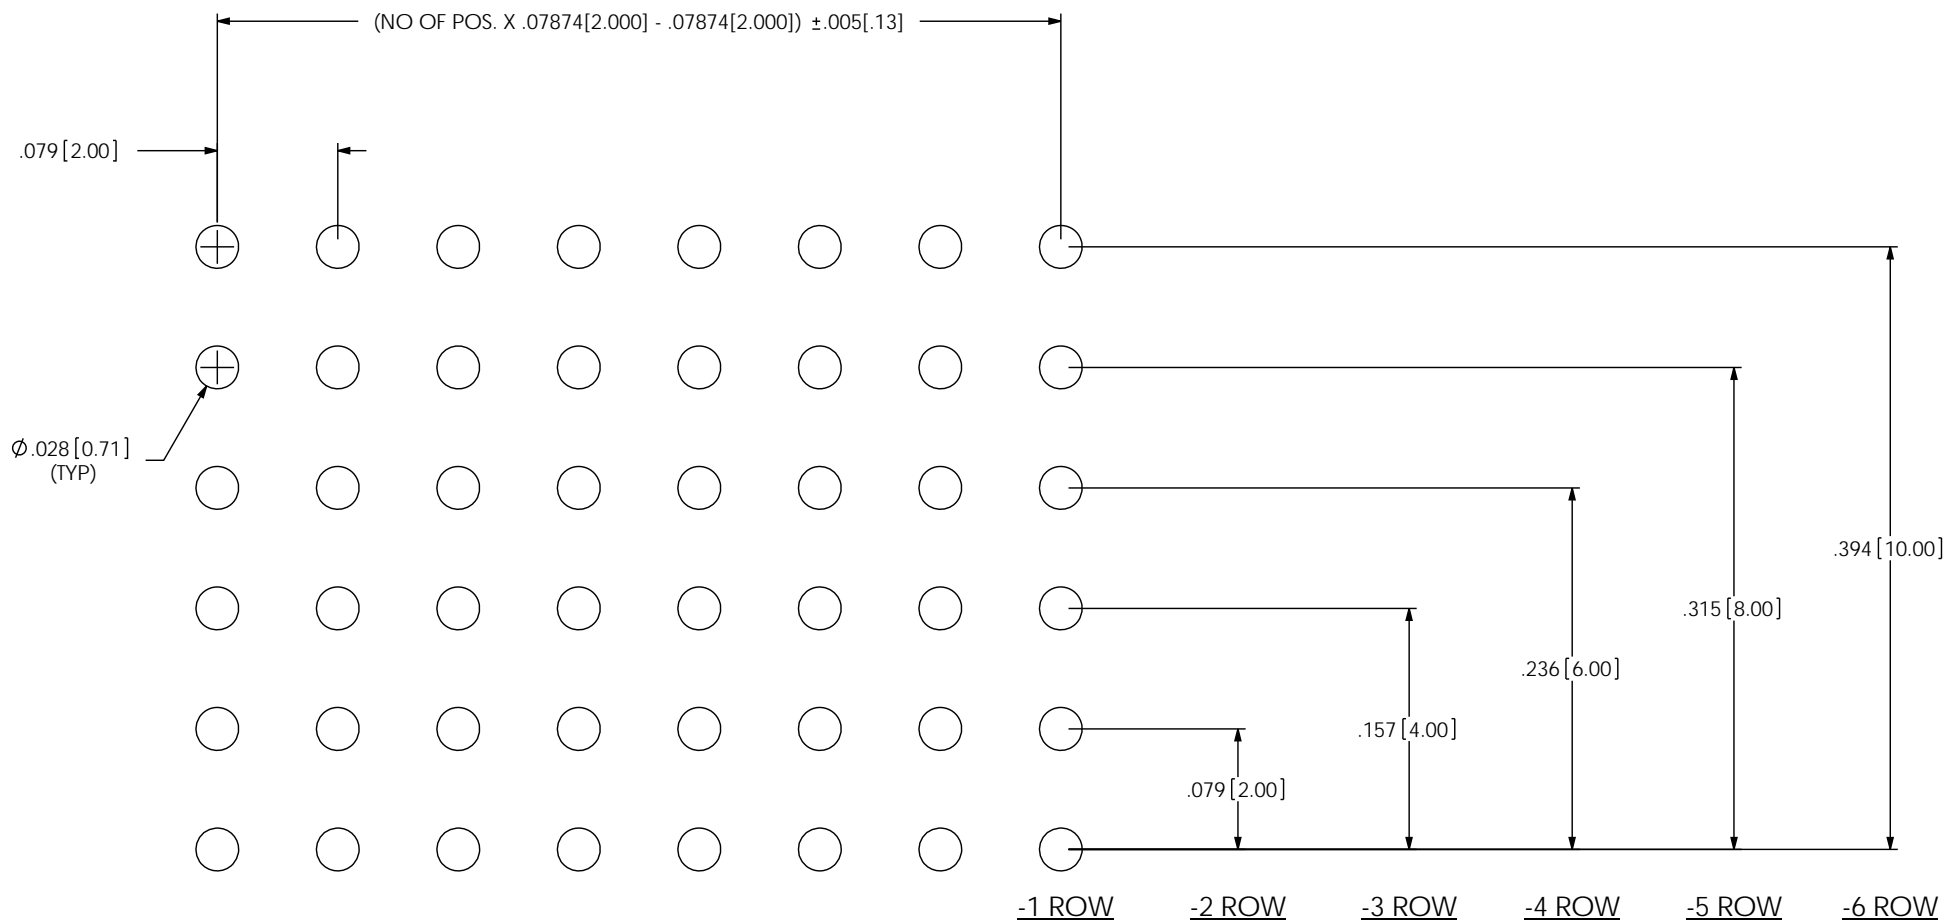 (NO OF POS. X .07874[2.000] - .07874[2.000]) ±.005[.13]
.079[2.00]
Ø.028[0.71]
(TYP)
.394[10.00]
.315[8.00]
.236[6.00]
.157[4.00]
.079[2.00]
-1 ROW -2 ROW -3 ROW -4 ROW -5 ROW -6 ROW